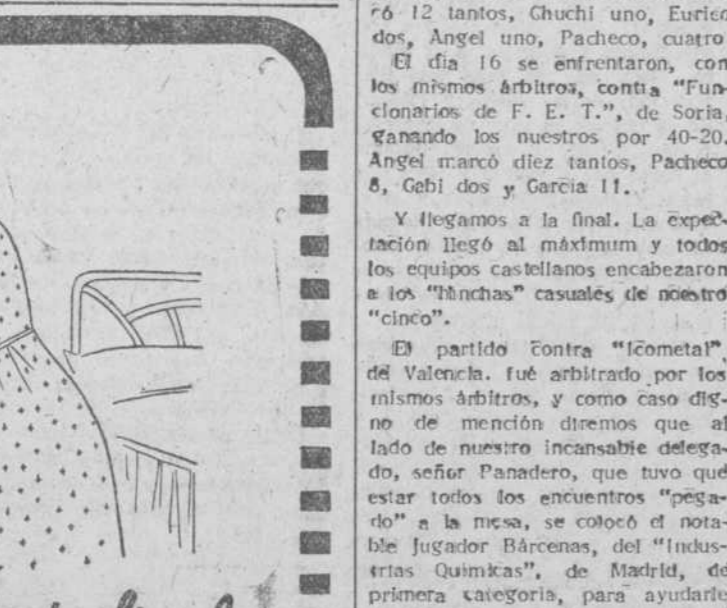 ró 12 tantos, Chuchi uno, Eurico
dos, Angel uno, Pacheco, cuatro
El día 16 se enfrentaron, con
los mismos árbitros, contra "Fun-
cionarios de F. E. T.", de Soria,
ganando los nuestros por 40-20.
Angel marcó diez tantos, Pacheco
8, Gabi dos y García 11.
Y llegamos a la final. La expec-
tación llegó al máximum y todos
los equipos castellanos encabezaron
a los "hinchas" casuales de nuestro
"cinco".
El partido contra "Icometal"
de Valencia. fué arbitrado por los
mismos árbitros, y como caso dig-
no de mención diremos que al
lado de nuestro incansable delega-
do, señor Panadero, que tuvo que
estar todos los encuentros "pega-
do" a la mesa, se colocó el nota-
ble jugador Bárcenas, del "Indus-
trias Químicas", de Madrid, de
primera categoría, para ayudarle